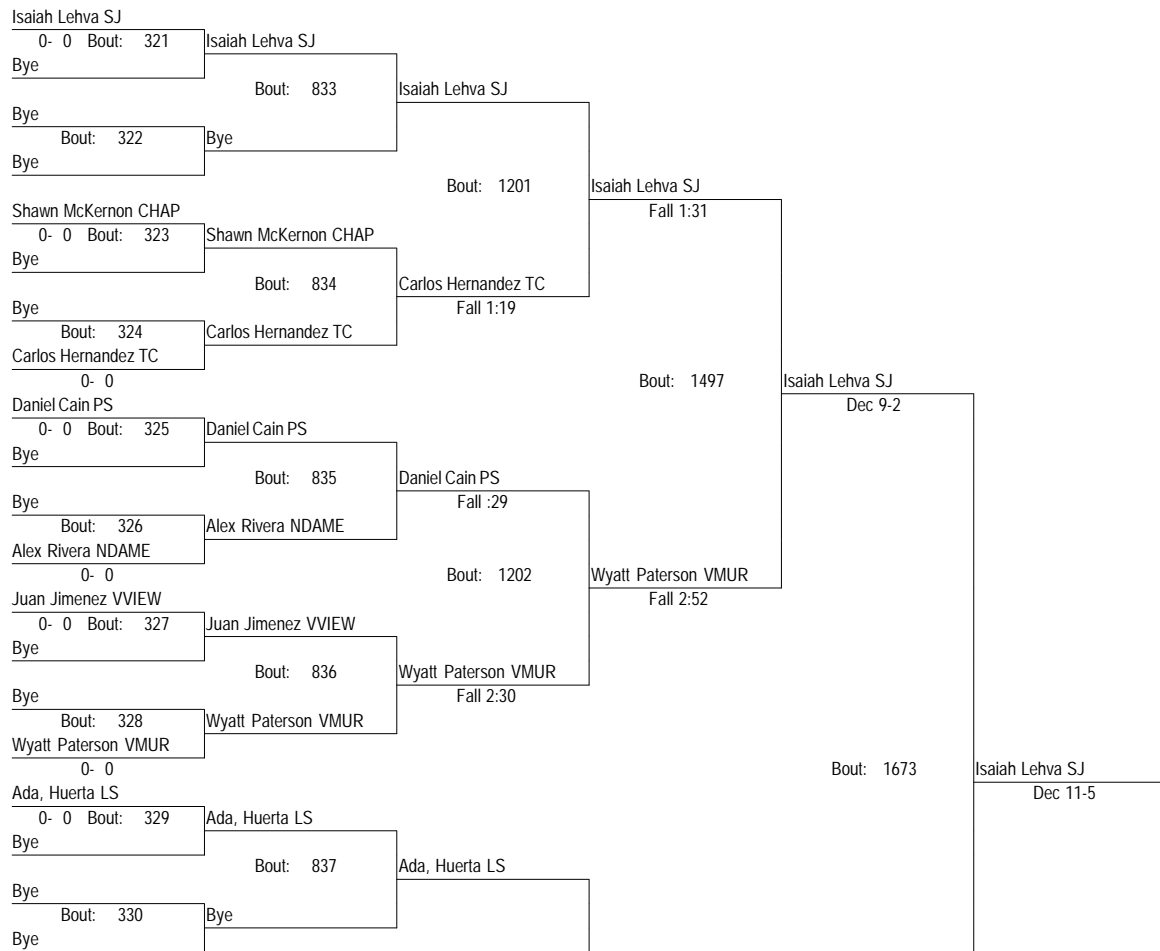 Isaiah Lehva SJ
0- 0 Bout: 321 Isaiah Lehva SJ
Bye
Bout: 833 Isaiah Lehva SJ
Bye
Bout: 322 Bye
Bye
Bout: 1201 Isaiah Lehva SJ
Fall 1:31
Shawn McKernon CHAP
0- 0 Bout: 323 Shawn McKernon CHAP
Bye
Bout: 834 Carlos Hernandez TC
Bye Fall 1:19
Bout: 324 Carlos Hernandez TC
Carlos Hernandez TC
0- 0 Bout: 1497 Isaiah Lehva SJ
Daniel Cain PS Dec 9-2
0- 0 Bout: 325 Daniel Cain PS
Bye
Bout: 835 Daniel Cain PS
Bye Fall :29
Bout: 326 Alex Rivera NDAME
Alex Rivera NDAME
0- 0 Bout: 1202 Wyatt Paterson VMUR
Juan Jimenez VVIEW Fall 2:52
0- 0 Bout: 327 Juan Jimenez VVIEW
Bye
Bout: 836 Wyatt Paterson VMUR
Bye Fall 2:30
Bout: 328 Wyatt Paterson VMUR
Wyatt Paterson VMUR
0- 0 Bout: 1673 Isaiah Lehva SJ
Ada, Huerta LS Dec 11-5
0- 0 Bout: 329 Ada, Huerta LS
Bye
Bout: 837 Ada, Huerta LS
Bye
Bout: 330 Bye
Bye